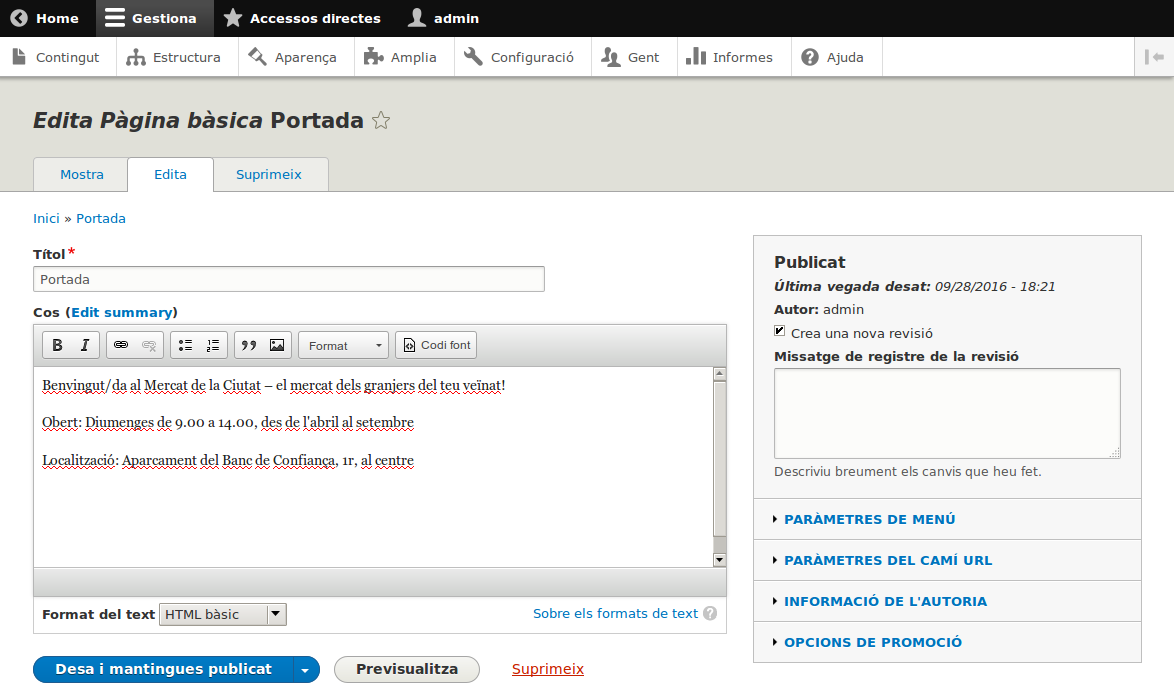 Home Gestiona Accessos directes admin
Contingut Estructura Aparença Amplia Configuració Gent Informes Ajuda
Edita Pàgina bàsica Portada
Mostra Edita Suprimeix
Inici » Portada
Títol*
Portada
Cos (Edit summary)
B I Format Codi font
Benvingut/da al Mercat de la Ciutat – el mercat dels granjers del teu veïnat!
Obert: Diumenges de 9.00 a 14.00, des de l'abril al setembre
Localització: Aparcament del Banc de Confiança, 1r, al centre
Format del text HTML bàsic Sobre els formats de text ?
Desa i mantingues publicat Previsualitza Suprimeix
Publicat
Última vegada desat: 09/28/2016 - 18:21
Autor: admin
Crea una nova revisió
Missatge de registre de la revisió
Descriviu breument els canvis que heu fet.
PARÀMETRES DE MENÚ
PARÀMETRES DEL CAMÍ URL
INFORMACIÓ DE L'AUTORIA
OPCIONS DE PROMOCIÓ